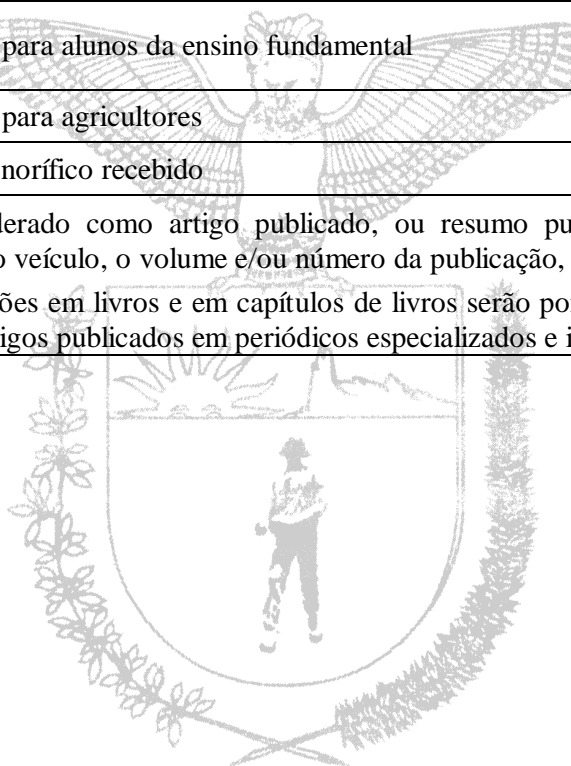 para alunos da ensino fundamental
para agricultores
norífico recebido
lerado como artigo publicado, ou resumo pu
o veículo, o volume e/ou número da publicação,
ões em livros e em capítulos de livros serão po
igos publicados em periódicos especializados e i